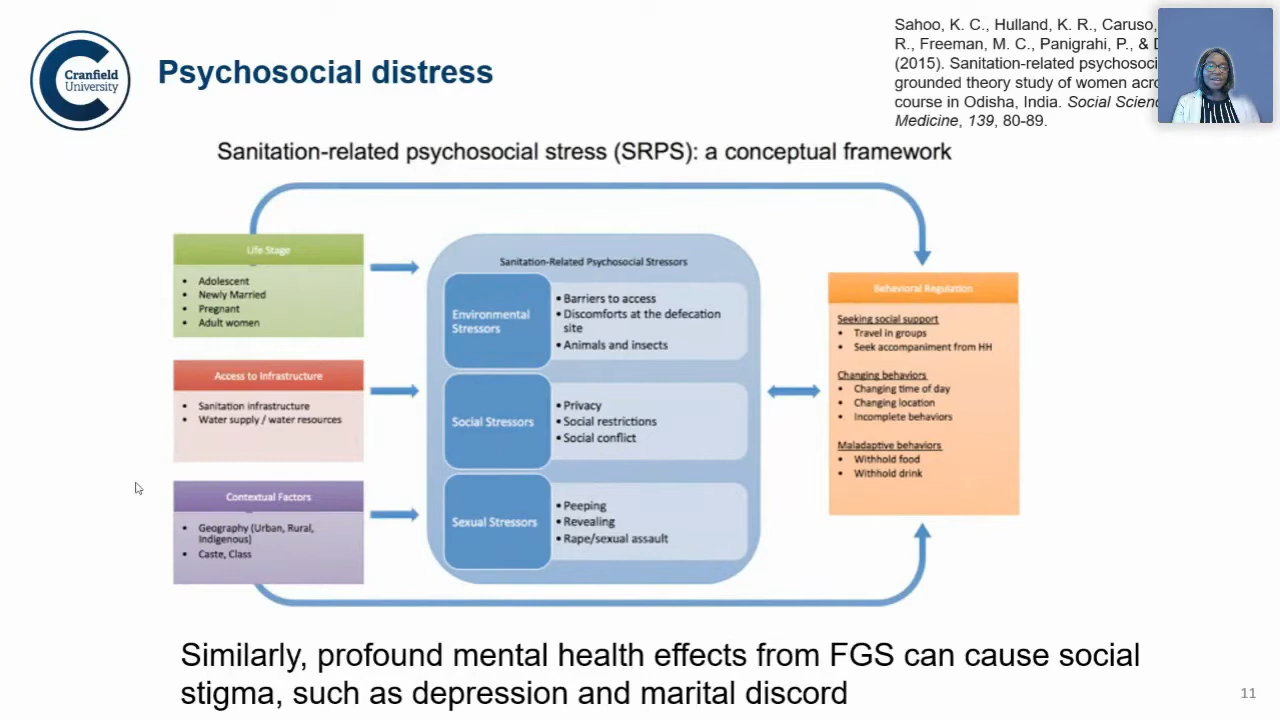 Cranfield
University
Psychosocial distress
Sahoo, K. C., Hulland, K. R., Caruso,
R., Freeman, M. C., Panigrahi, P., &
(2015). Sanitation-related
grounded theory study of women
course in Odisha, India. Social
Medicine, 139, 80-89.
Sanitation-related psychosocial stress (SRPS): a conceptual framework
Life Stage
• Adolescent
• Newly Married
• Pregnant
• Adult women
Access to Infrastructure
• Sanitation infrastructure
• Water supply / water resources
Contextual Factors
• Geography (Urban, Rural,
Indigenous)
• Caste, Class
Sanitation-Related Psychosocial Stressors
Environmental
Stressors
• Barriers to access
• Discomforts at the defecation
site
• Animals and insects
Social Stressors
• Privacy
• Social restrictions
• Social conflict
Sexual Stressors
• Peeping
• Revealing
• Rape/sexual assault
Behavioral Regulation
Seeking social support
• Travel in groups
• Seek accompaniment from HH
Changing behaviors
• Changing time of day
• Changing location
• Incomplete behaviors
Maladaptive behaviors
• Withhold food
• Withhold drink
Similarly, profound mental health effects from FGS can cause social
stigma, such as depression and marital discord
11